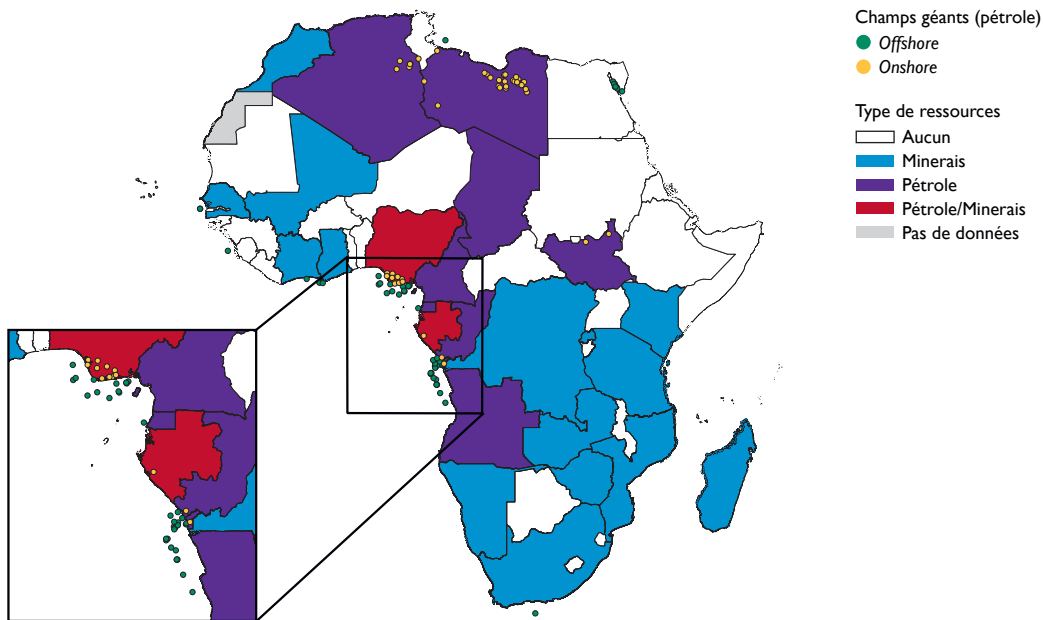 Champs géants (pétrole)
Offshore
Onshore
Type de ressources
Aucun
Minerais
Pétrole
Pétrole/Minerais
Pas de données